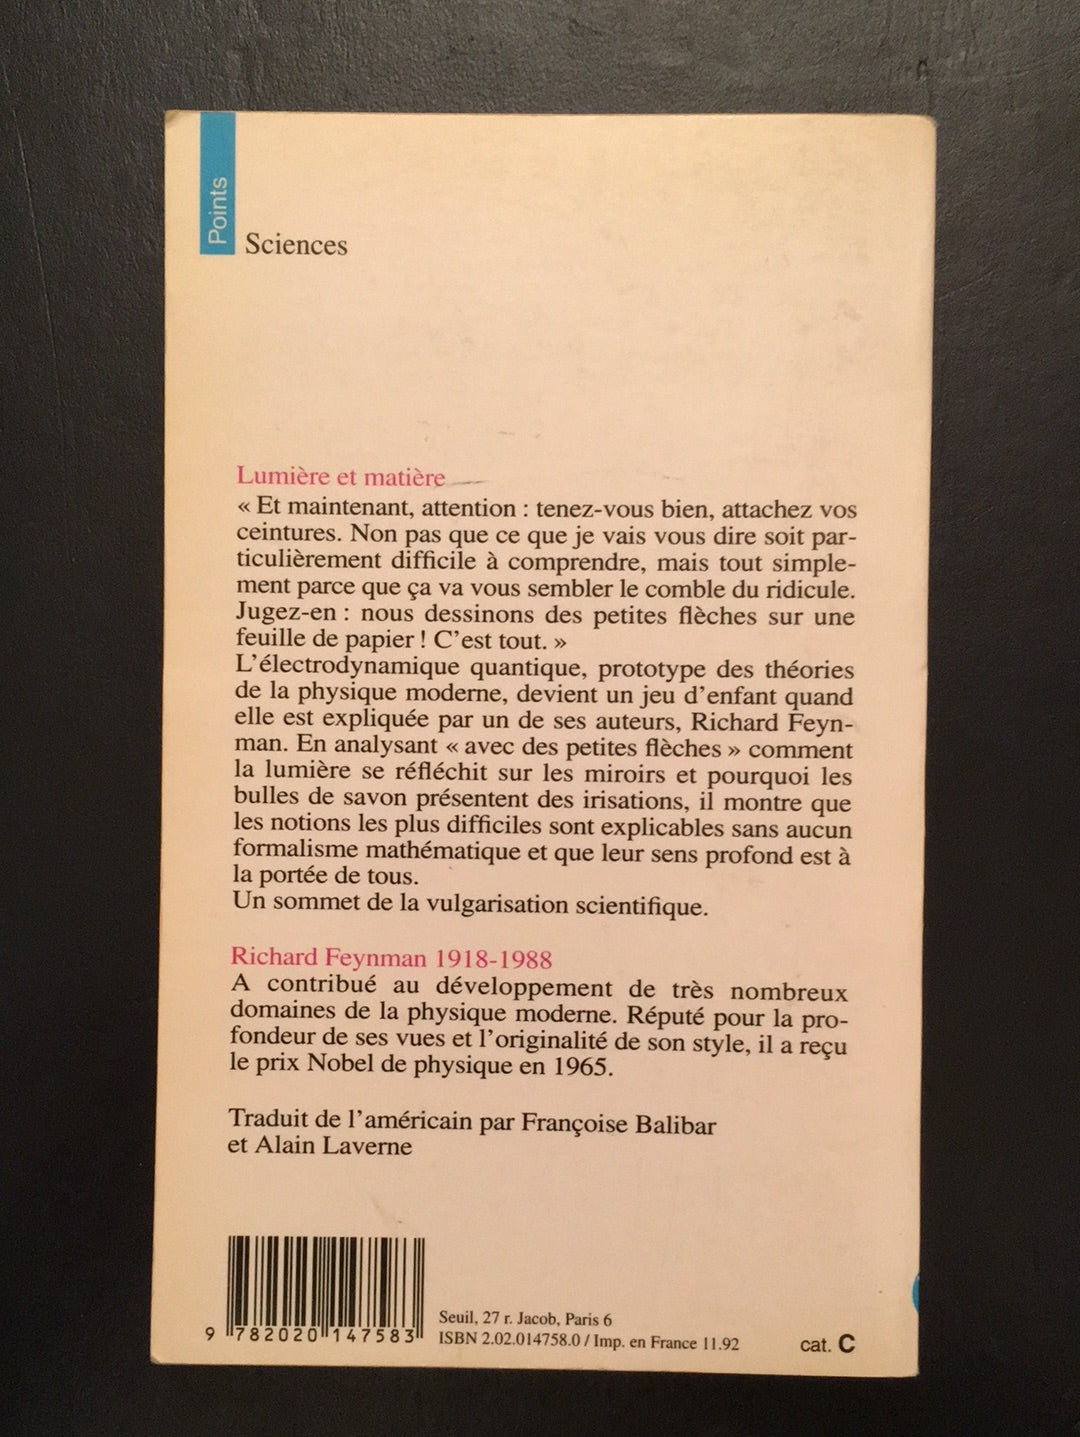 Points
Sciences
Lumière et matière
« Et maintenant, attention : tenez-vous bien, attachez vos
ceintures. Non pas que ce que je vais vous dire soit par-
ticulièrement difficile à comprendre, mais tout simple-
ment parce que ça va vous sembler le comble du ridicule.
Jugez-en : nous dessinons des petites flèches sur une
feuille de papier ! C'est tout. »
L'électrodynamique quantique, prototype des théories
de la physique moderne, devient un jeu d'enfant quand
elle est expliquée par un de ses auteurs, Richard Feyn-
man. En analysant « avec des petites flèches » comment
la lumière se réfléchit sur les miroirs et pourquoi les
bulles de savon présentent des irisations, il montre que
les notions les plus difficiles sont explicables sans aucun
formalisme mathématique et que leur sens profond est à
la portée de tous.
Un sommet de la vulgarisation scientifique.
Richard Feynman 1918-1988
A contribué au développement de très nombreux
domaines de la physique moderne. Réputé pour la pro-
fondeur de ses vues et l'originalité de son style, il a reçu
le prix Nobel de physique en 1965.
Traduit de l'américain par Françoise Balibar
et Alain Laverne
9 782020 147583
Seuil, 27 r. Jacob, Paris 6
ISBN 2.02.014758.0 / Imp. en France 11.92
cat. C